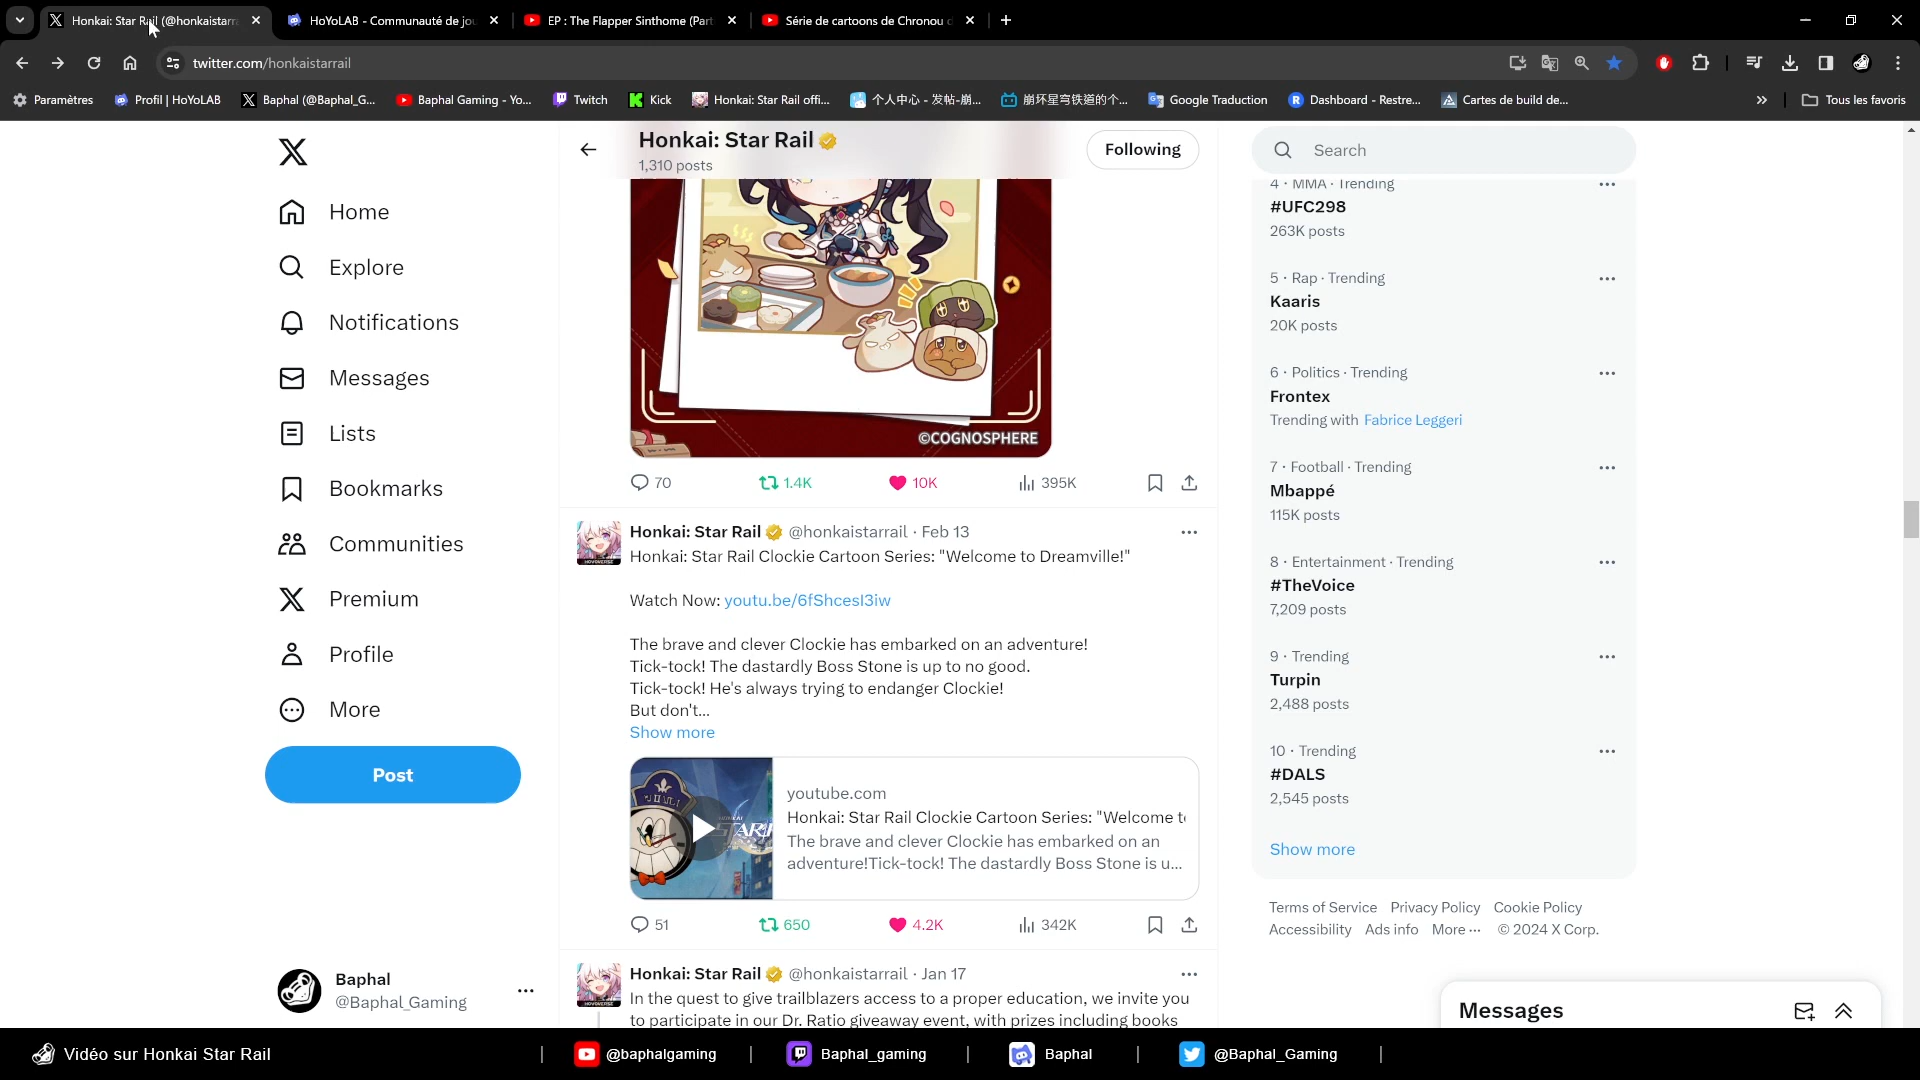 Honkai: Star Rail (@honkaistarra
HoYoLAB - Communauté de jou
EP : The Flapper Sinthome (Part
Série de cartoons de Chronou d
twitter.com/honkaistarrail
Paramètres
Profil | HoYoLAB
Baphal (@Baphal_G...
Baphal Gaming - Yo...
Twitch
Kick
Honkai: Star Rail offi...
个人中心 - 发帖-崩...
崩坏星穹铁道的个...
Google Traduction
Dashboard - Restre...
Cartes de build de...
Tous les favoris
Home
Explore
Notifications
Messages
Lists
Bookmarks
Communities
Premium
Profile
More
Post
Baphal
@Baphal_Gaming
Honkai: Star Rail
1,310 posts
Following
©COGNOSPHERE
70
1.4K
10K
395K
Honkai: Star Rail @honkaistarrail · Feb 13
Honkai: Star Rail Clockie Cartoon Series: "Welcome to Dreamville!"
Watch Now: youtu.be/6fShcesl3iw
The brave and clever Clockie has embarked on an adventure!
Tick-tock! The dastardly Boss Stone is up to no good.
Tick-tock! He's always trying to endanger Clockie!
But don't...
Show more
youtube.com
Honkai: Star Rail Clockie Cartoon Series: "Welcome t
The brave and clever Clockie has embarked on an
adventure!Tick-tock! The dastardly Boss Stone is u...
51
650
4.2K
342K
Honkai: Star Rail @honkaistarrail · Jan 17
In the quest to give trailblazers access to a proper education, we invite you
to participate in our Dr. Ratio giveaway event, with prizes including books
Search
4 · MMA · Trending
#UFC298
263K posts
5 · Rap · Trending
Kaaris
20K posts
6 · Politics · Trending
Frontex
Trending with Fabrice Leggeri
7 · Football · Trending
Mbappé
115K posts
8 · Entertainment · Trending
#TheVoice
7,209 posts
9 · Trending
Turpin
2,488 posts
10 · Trending
#DALS
2,545 posts
Show more
Terms of Service Privacy Policy Cookie Policy
Accessibility Ads info More ··· © 2024 X Corp.
Messages
Vidéo sur Honkai Star Rail
@baphalgaming
Baphal_gaming
Baphal
@Baphal_Gaming